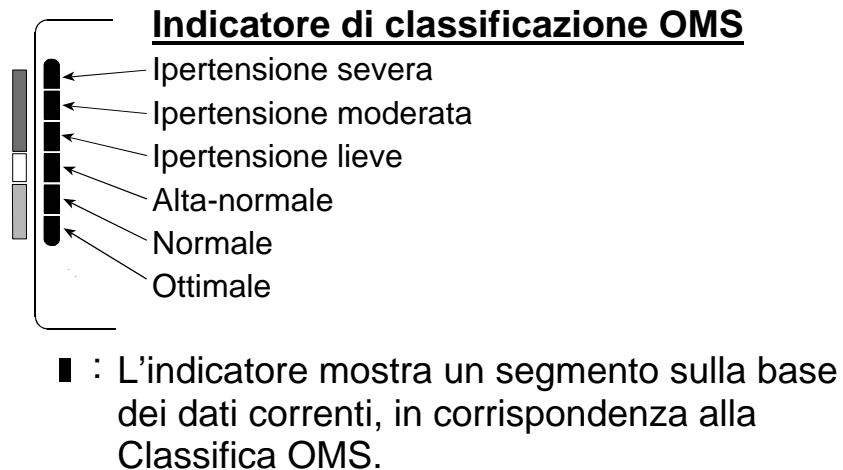 Indicatore di classificazione OMS
Ipertensione severa
Ipertensione moderata
Ipertensione lieve
Alta-normale
Normale
Ottimale
: L’indicatore mostra un segmento sulla base
dei dati correnti, in corrispondenza alla
Classifica OMS.